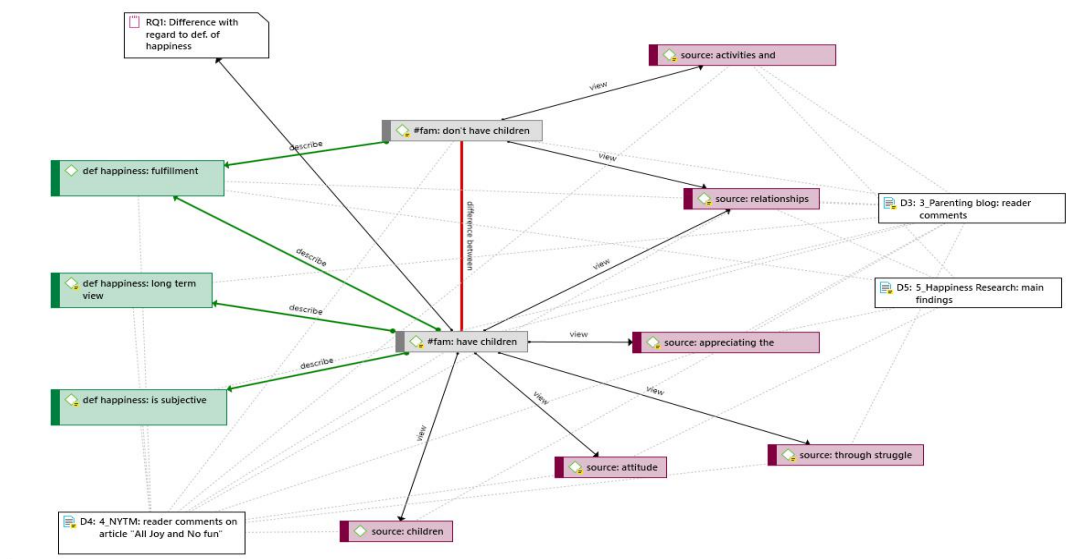 RQ1: Difference with
regard to def. of
happiness
source: activities and
view
#fam: don't have children
describe
view
def happiness: fulfillment
source: relationships
D3: 3_Parenting blog: reader
comments
difference between
describe
view
def happiness: long term
view
D5: 5_Happiness Research: main
findings
describe
view
#fam: have children
source: appreciating the
describe
def happiness: is subjective
view
view
view
source: through struggle
source: attitude
D4: 4_NYTM: reader comments on
article "All Joy and No fun"
source: children